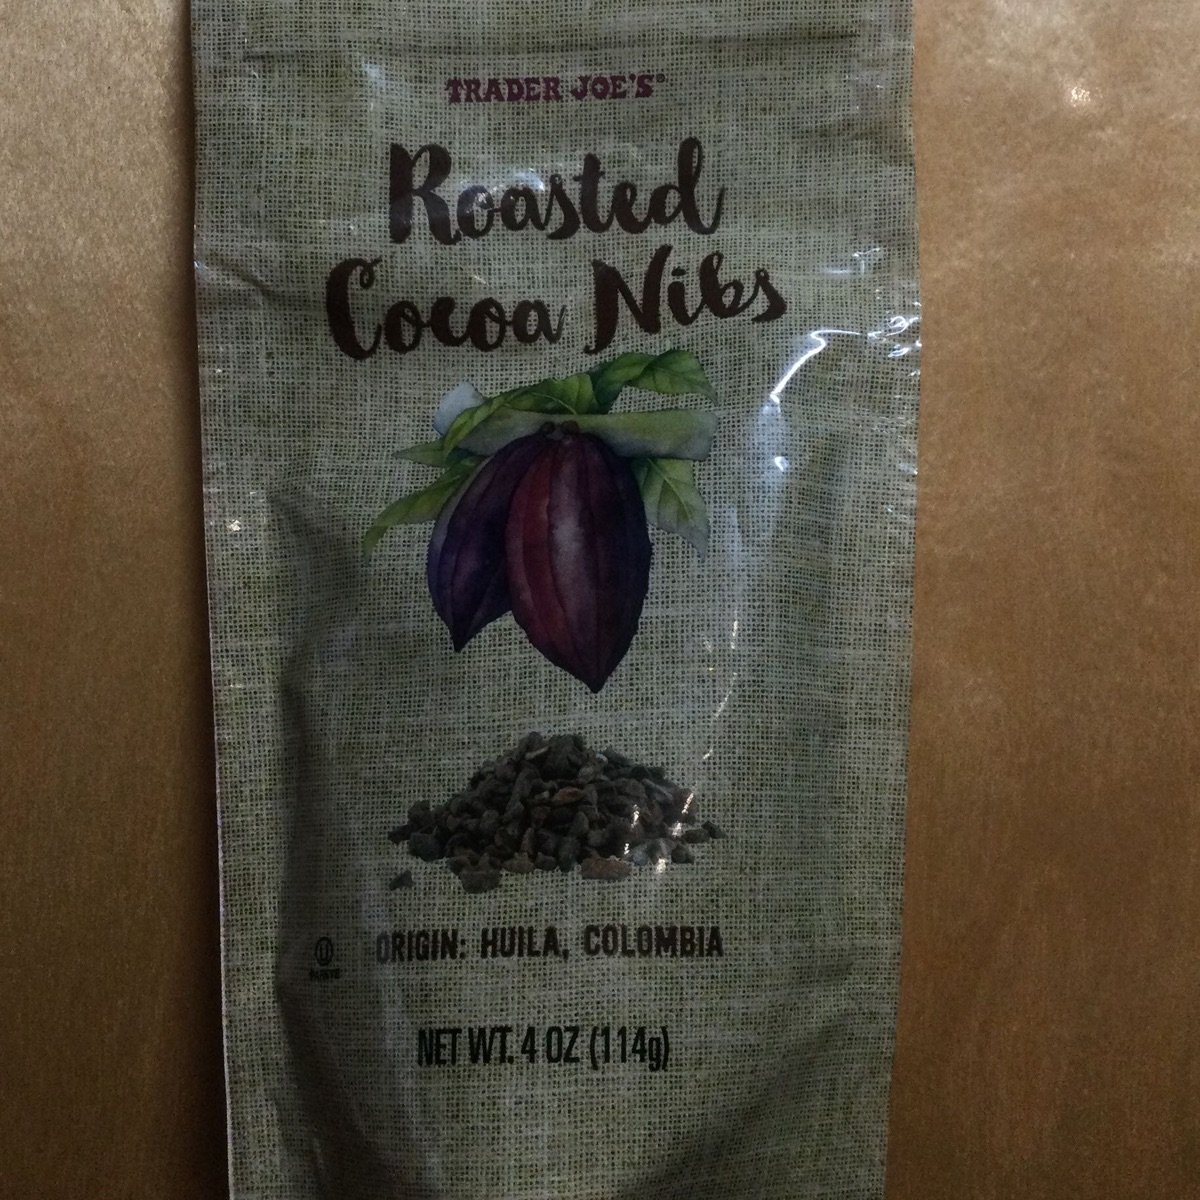 TRADER JOE'S®
Roasted
Cocoa Nibs
ORIGIN: HUILA, COLOMBIA
NET WT. 4 OZ (114g)